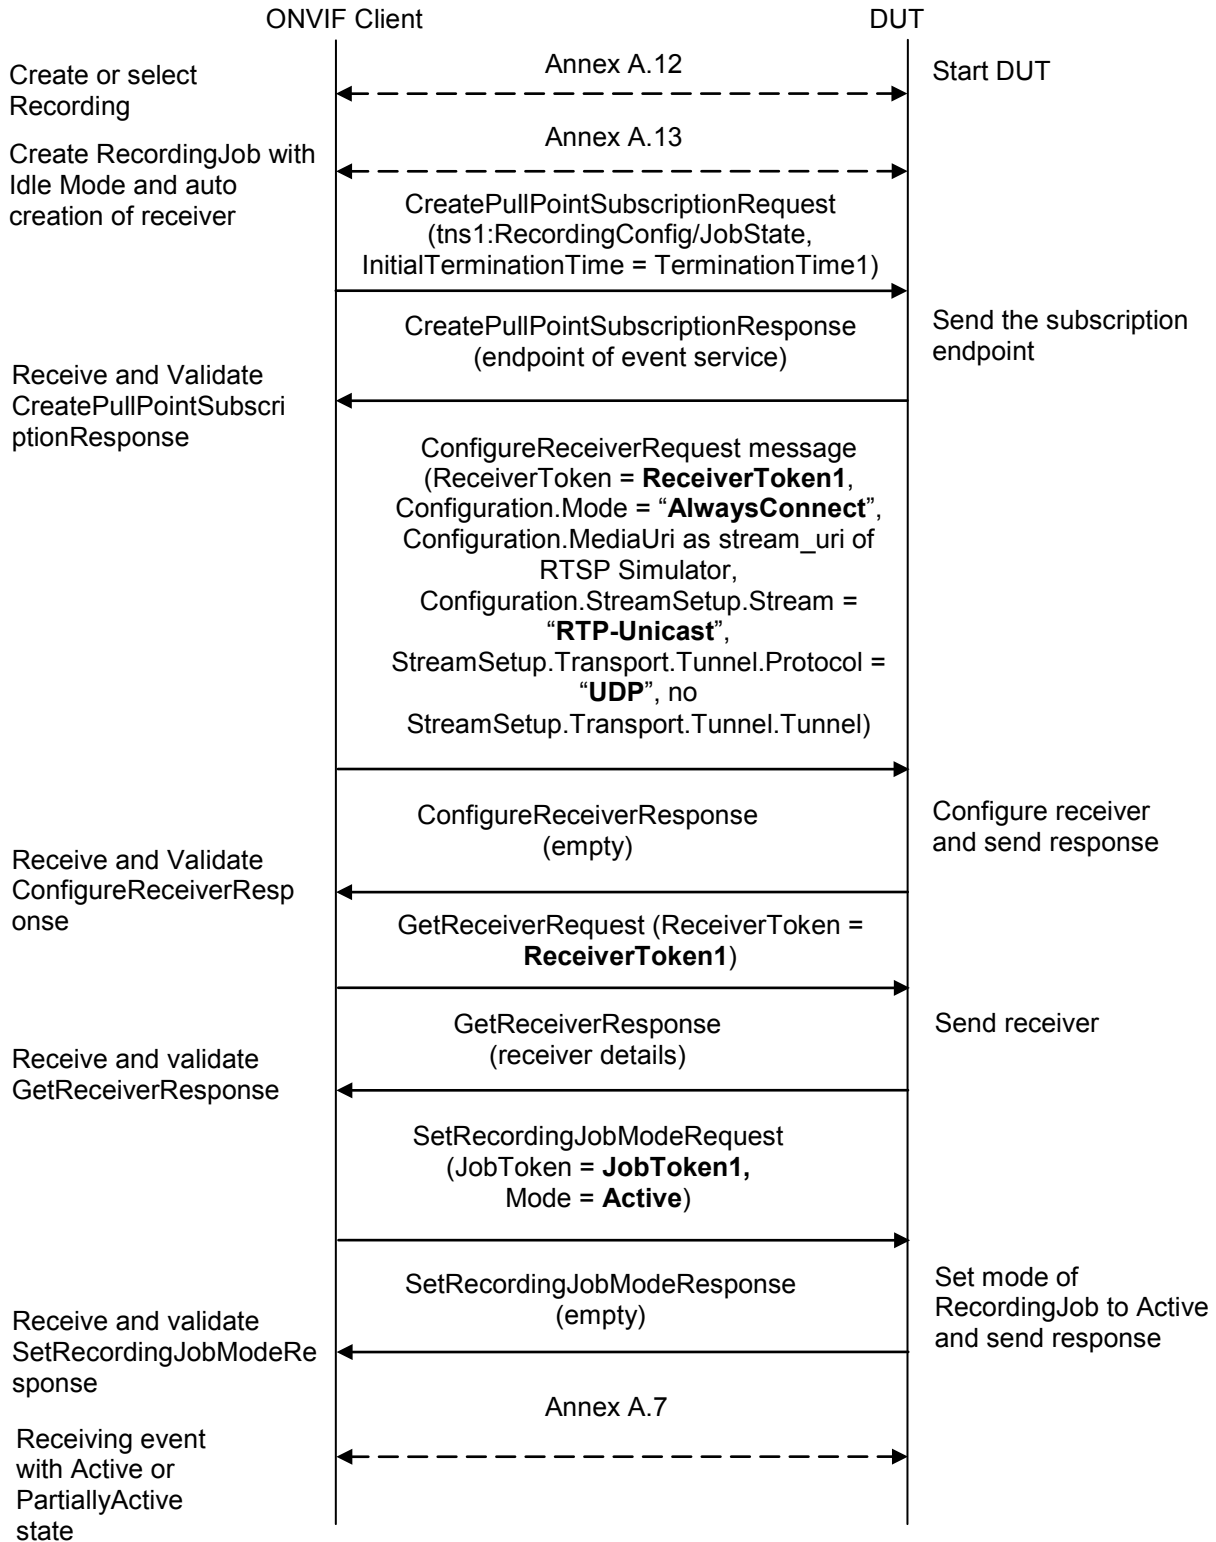 ONVIF Client
DUT
Annex A.12
Create or select
Recording
Start DUT
Annex A.13
Create RecordingJob with
Idle Mode and auto
creation of receiver
CreatePullPointSubscriptionRequest
(tns1:RecordingConfig/JobState,
InitialTerminationTime = TerminationTime1)
CreatePullPointSubscriptionResponse
(endpoint of event service)
Send the subscription
endpoint
Receive and Validate
CreatePullPointSubscri
ptionResponse
ConfigureReceiverRequest message
(ReceiverToken = ReceiverToken1,
Configuration.Mode = “AlwaysConnect”,
Configuration.MediaUri as stream_uri of
RTSP Simulator,
Configuration.StreamSetup.Stream =
“RTP-Unicast”,
StreamSetup.Transport.Tunnel.Protocol =
“UDP”, no
StreamSetup.Transport.Tunnel.Tunnel)
ConfigureReceiverResponse
(empty)
Configure receiver
and send response
Receive and Validate
ConfigureReceiverResp
onse
GetReceiverRequest (ReceiverToken =
ReceiverToken1)
GetReceiverResponse
(receiver details)
Send receiver
Receive and validate
GetReceiverResponse
SetRecordingJobModeRequest
(JobToken = JobToken1,
Mode = Active)
SetRecordingJobModeResponse
(empty)
Set mode of
RecordingJob to Active
and send response
Receive and validate
SetRecordingJobModeRe
sponse
Annex A.7
Receiving event
with Active or
PartiallyActive
state